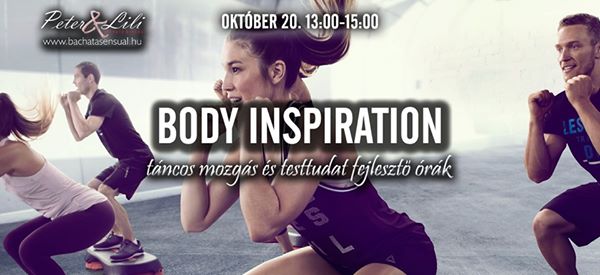 Peter & Lili
www.bachatasensual.hu
OKTÓBER 20. 13:00-15:00
BODY INSPIRATION
táncos mozgás és testtudat fejlesztő órák